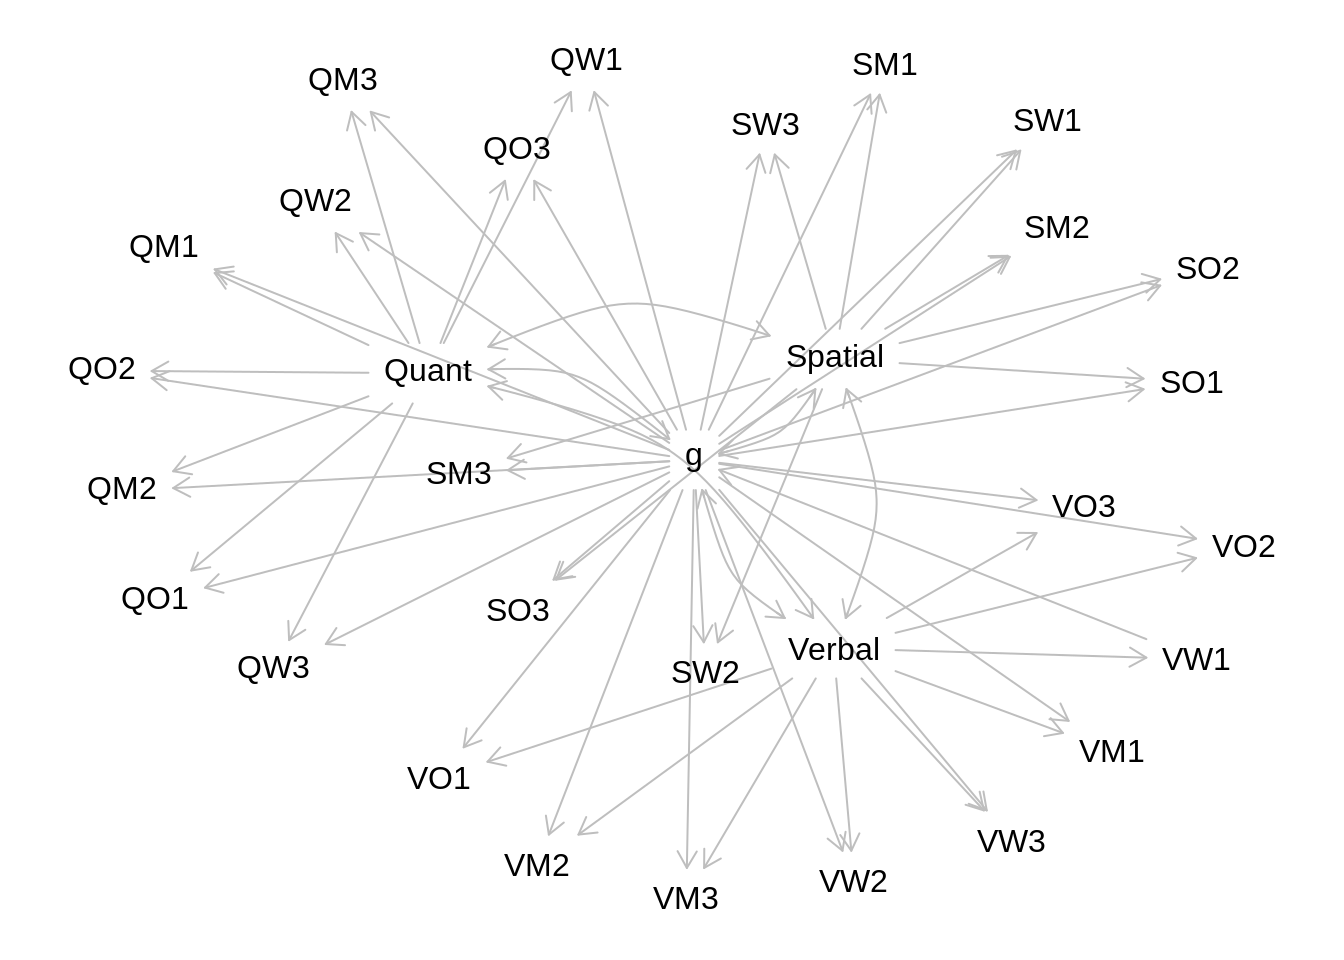 QW1
SM1
QM3
SW1
SW3
QO3
QW2
SM2
QM1
SO2
Spatial
QO2
Quant
SO1
g
SM3
QM2
VO3
VO2
QO1
SO3
Verbal
VW1
QW3
SW2
VM1
VO1
VW3
VM2
VW2
VM3